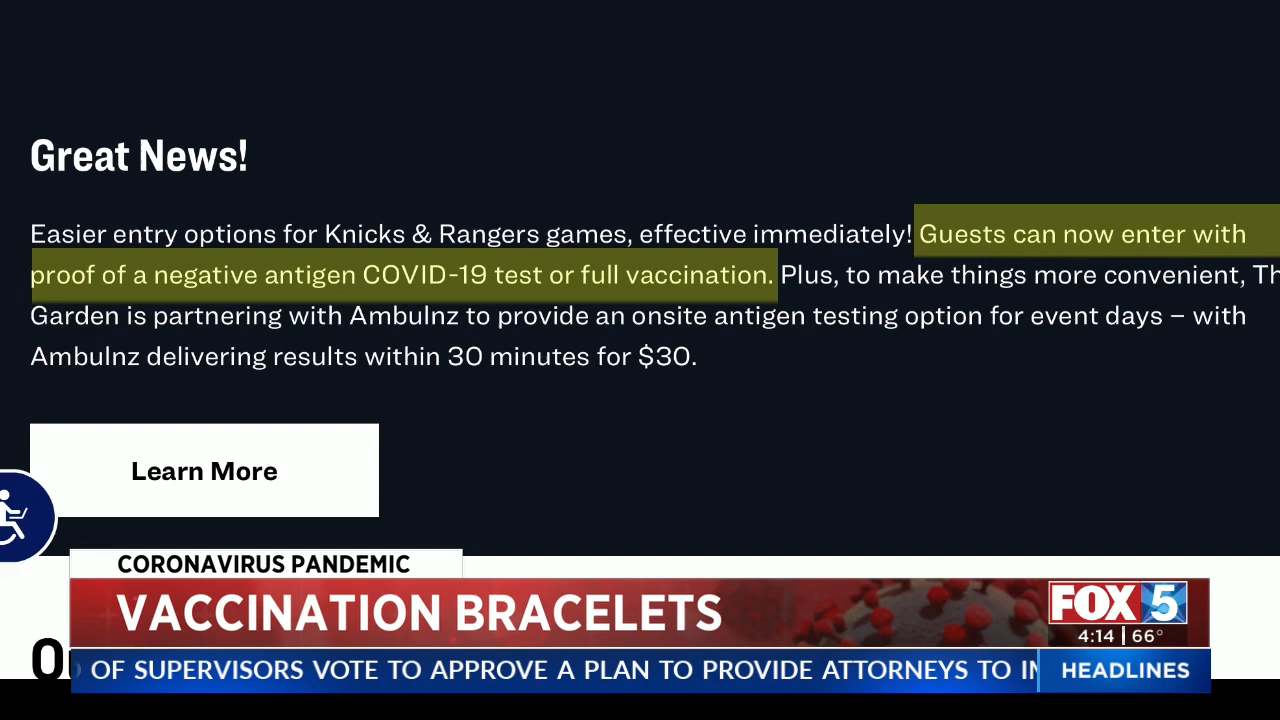 Great News!
Easier entry options for Knicks & Rangers games, effective immediately! Guests can now enter with
proof of a negative antigen COVID-19 test or full vaccination. Plus, to make things more convenient,
Garden is partnering with Ambulnz to provide an onsite antigen testing option for event days – with
Ambulnz delivering results within 30 minutes for $30.
Learn More
CORONAVIRUS PANDEMIC
VACCINATION BRACELETS
FOX 5
4:14 | 66°
OF SUPERVISORS VOTE TO APPROVE A PLAN TO PROVIDE ATTORNEYS TO
HEADLINES